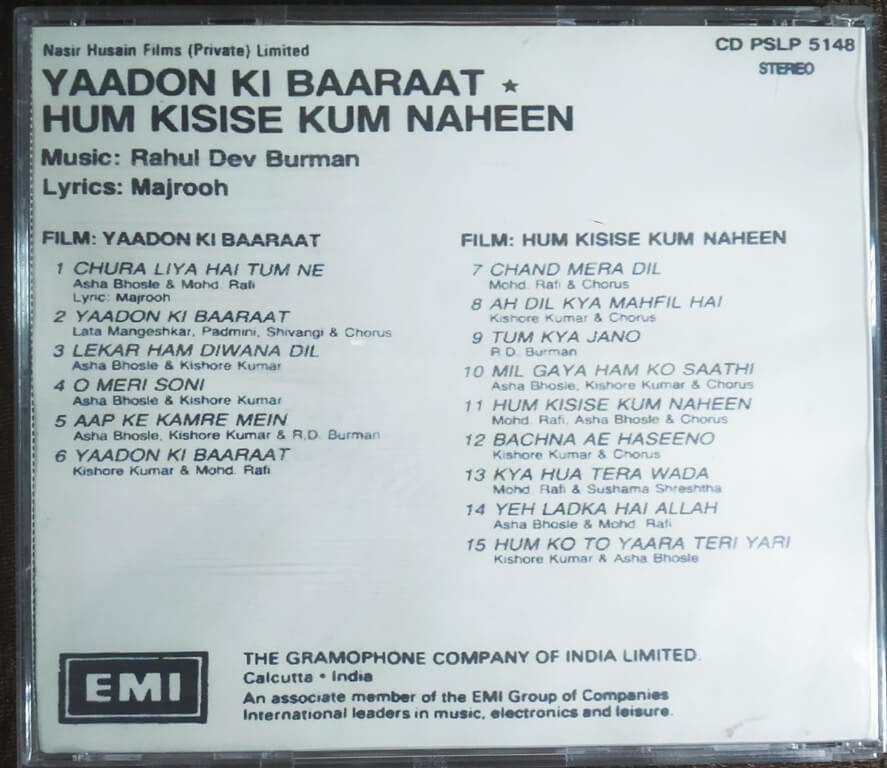 Nasir Husain Films (Private) Limited
CD PSLP 5148
STEREO
YAADON KI BAARAAT ★
HUM KISISE KUM NAHEEN
Music: Rahul Dev Burman
Lyrics: Majrooh
FILM: YAADON KI BAARAAT
1 CHURA LIYA HAI TUM NE
Asha Bhosle & Mohd. Rafi
Lyric: Majrooh
2 YAADON KI BAARAAT
Lata Mangeshkar, Padmini, Shivangi & Chorus
3 LEKAR HAM DIWANA DIL
Asha Bhosle & Kishore Kumar
4 O MERI SONI
Asha Bhosle & Kishore Kumar
5 AAP KE KAMRE MEIN
Asha Bhosle, Kishore Kumar & R.D. Burman
6 YAADON KI BAARAAT
Kishore Kumar & Mohd. Rafi
FILM: HUM KISISE KUM NAHEEN
7 CHAND MERA DIL
Mohd. Rafi & Chorus
8 AH DIL KYA MAHFIL HAI
Kishore Kumar & Chorus
9 TUM KYA JANO
R.D. Burman
10 MIL GAYA HAM KO SAATHI
Asha Bhosle, Kishore Kumar & Chorus
11 HUM KISISE KUM NAHEEN
Mohd. Rafi, Asha Bhosle & Chorus
12 BACHNA AE HASEENO
Kishore Kumar & Chorus
13 KYA HUA TERA WADA
Mohd. Rafi & Sushama Shreshtha
14 YEH LADKA HAI ALLAH
Asha Bhosle & Mohd. Rafi
15 HUM KO TO YAARA TERI YARI
Kishore Kumar & Asha Bhosle
EMI
THE GRAMOPHONE COMPANY OF INDIA LIMITED.
Calcutta • India
An associate member of the EMI Group of Companies
International leaders in music, electronics and leisure.